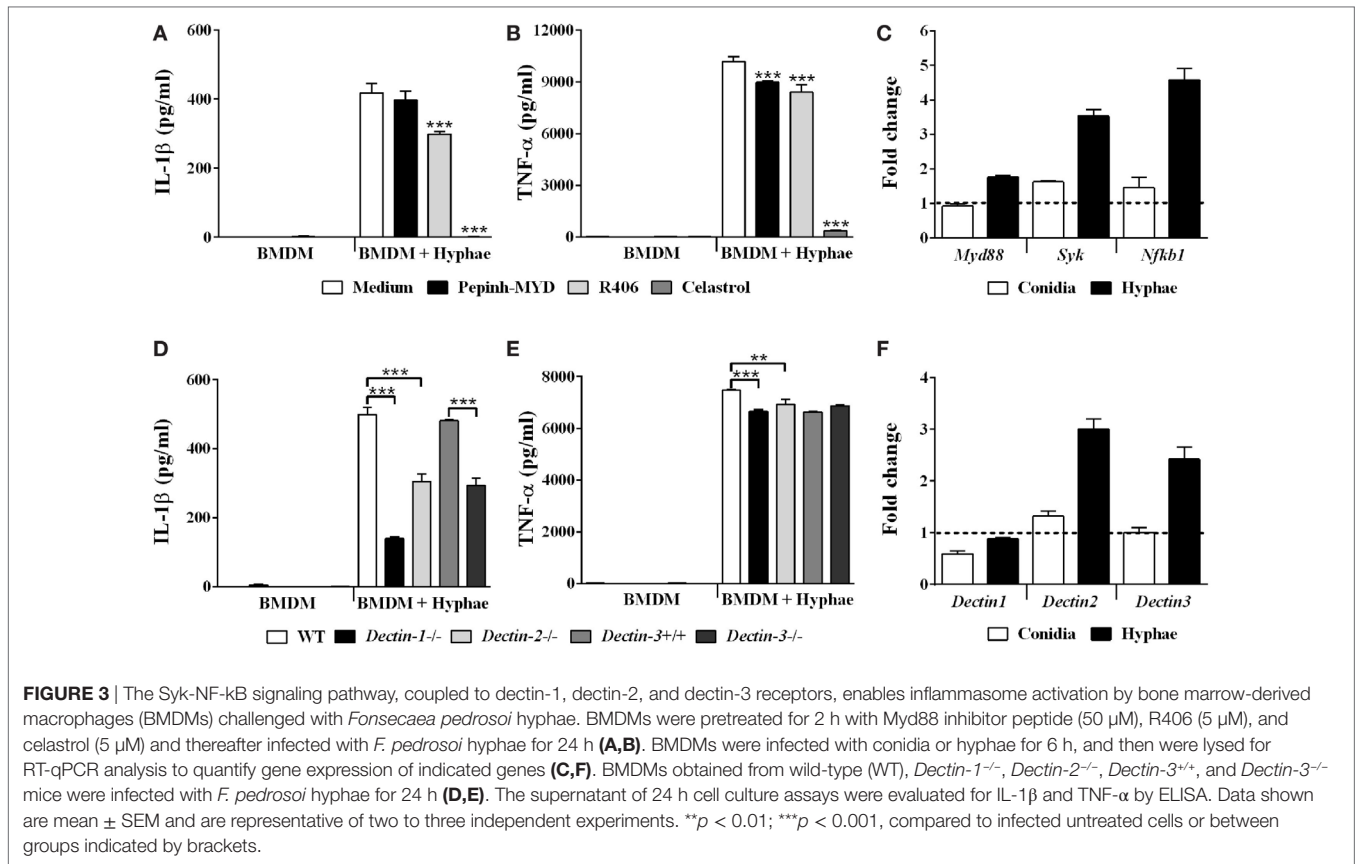 A
IL-1β (pg/ml)
600
400
200
0
***
***
BMDM
BMDM + Hyphae
B
TNF-α (pg/ml)
12000
9000
6000
3000
0
***
***
***
BMDM
BMDM + Hyphae
Medium Pepinh-MYD R406 Celastrol
C
Fold change
6
5
4
3
2
1
0
Myd88 Syk Nfkb1
Conidia Hyphae
D
IL-1β (pg/ml)
600
400
200
0
***
***
***
BMDM
BMDM + Hyphae
E
TNF-α (pg/ml)
8000
6000
4000
2000
0
**
***
BMDM
BMDM + Hyphae
WT Dectin-1-/- Dectin-2-/- Dectin-3+/+ Dectin-3-/-
F
Fold change
4
3
2
1
0
Dectin1 Dectin2 Dectin3
Conidia Hyphae
FIGURE 3 | The Syk-NF-kB signaling pathway, coupled to dectin-1, dectin-2, and dectin-3 receptors, enables inflammasome activation by bone marrow-derived
macrophages (BMDMs) challenged with Fonsecaea pedrosoi hyphae. BMDMs were pretreated for 2 h with Myd88 inhibitor peptide (50 μM), R406 (5 μM), and
celastrol (5 μM) and thereafter infected with F. pedrosoi hyphae for 24 h (A,B). BMDMs were infected with conidia or hyphae for 6 h, and then were lysed for
RT-qPCR analysis to quantify gene expression of indicated genes (C,F). BMDMs obtained from wild-type (WT), Dectin-1−/−, Dectin-2−/−, Dectin-3+/+, and Dectin-3−/−
mice were infected with F. pedrosoi hyphae for 24 h (D,E). The supernatant of 24 h cell culture assays were evaluated for IL-1β and TNF-α by ELISA. Data shown
are mean ± SEM and are representative of two to three independent experiments. **p < 0.01; ***p < 0.001, compared to infected untreated cells or between
groups indicated by brackets.